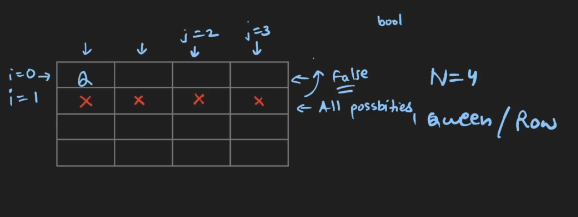 bool
j=2
j=3
i=0→
Q
← False
N=4
i=1
× × × ×
← All possbities
1 Queen/Row